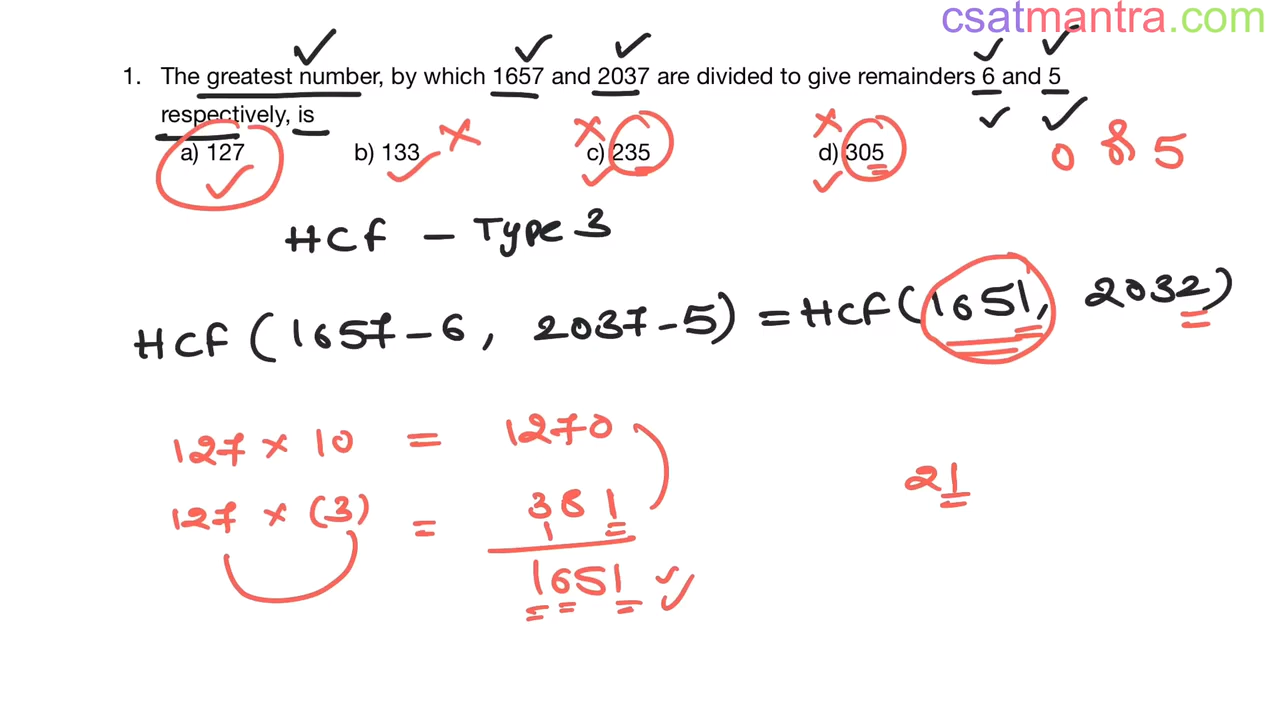 csatmantra.com
1. The greatest number, by which 1657 and 2037 are divided to give remainders 6 and 5
respectively, is
a) 127 b) 133 c) 235 d) 305
0 & 5
HCf - Type 3
HCf ( 1657 - 6 , 2037 - 5 ) = HCf ( 1651, 2032 )
127 × 10 = 1270
127 × (3) = 381
1
1651
21